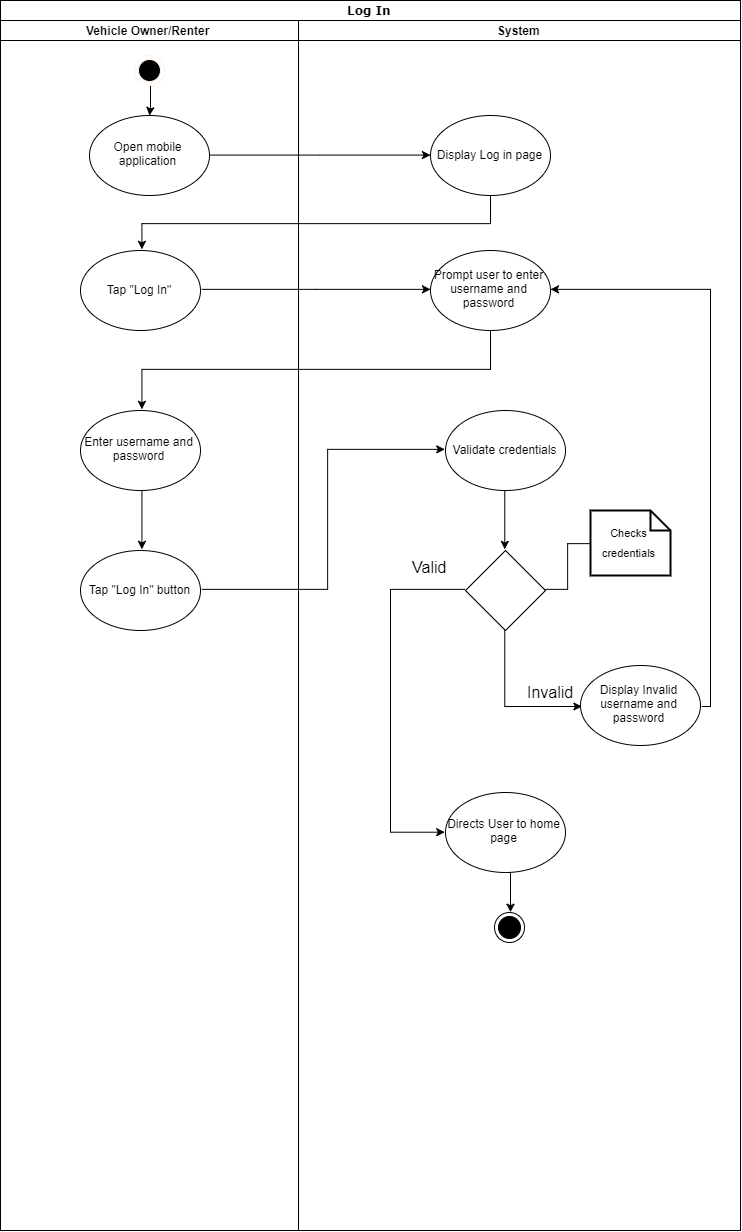 Log In
Vehicle Owner/Renter
System
Open mobile
application
Display Log in page
Tap "Log In"
Prompt user to enter
username and
password
Enter username and
password
Validate credentials
Checks
credentials
Valid
Tap "Log In" button
Invalid
Display Invalid
username and
password
Directs User to home
page